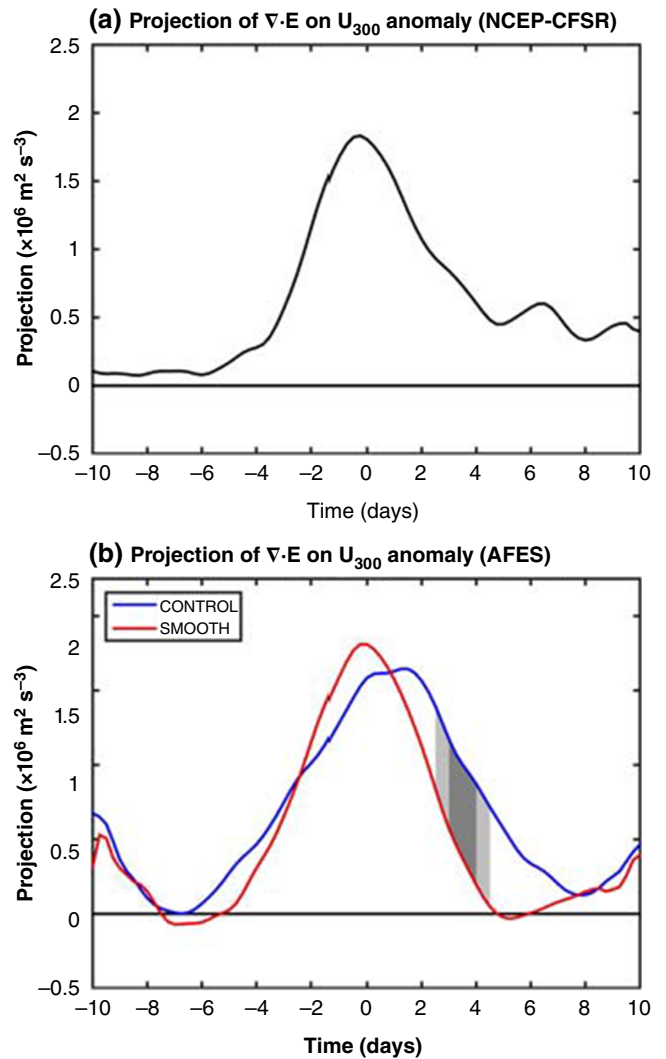 (a) Projection of ∇·E on U300 anomaly (NCEP-CFSR)
2.5
2
1.5
1
0.5
0
−0.5
Projection (×10⁶ m² s⁻³)
−10 −8 −6 −4 −2 0 2 4 6 8 10
Time (days)
(b) Projection of ∇·E on U300 anomaly (AFES)
2.5
2
1.5
1
0.5
0
−0.5
Projection (×10⁶ m² s⁻³)
CONTROL
SMOOTH
−10 −8 −6 −4 −2 0 2 4 6 8 10
Time (days)